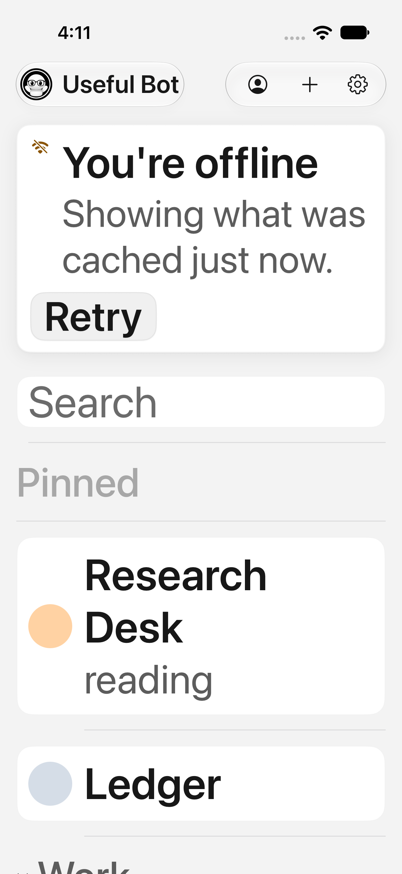 4:11
Useful Bot
You're offline
Showing what was
cached just now.
Retry
Search
Pinned
Research
Desk
reading
Ledger
Work